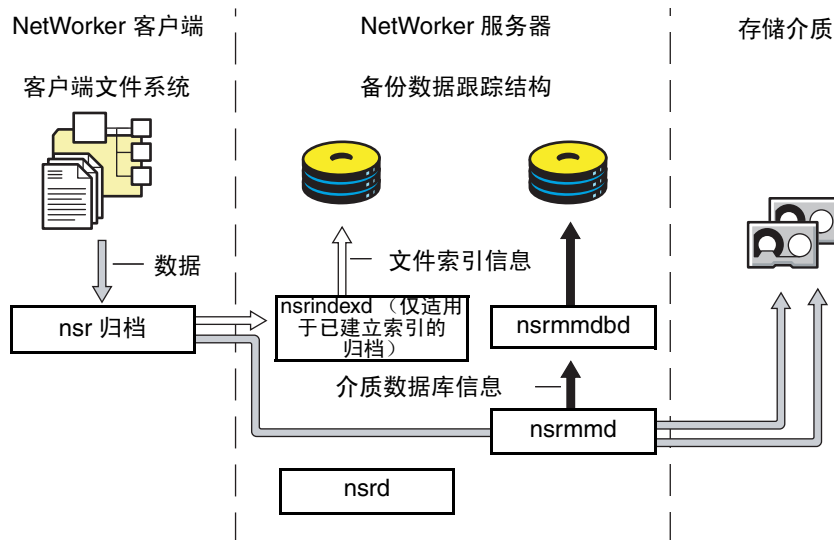 NetWorker 客户端
NetWorker 服务器
存储介质
客户端文件系统
备份数据跟踪结构
数据
文件索引信息
nsr 归档
nsrindexd （仅适用
于已建立索引的
归档）
nsrmmdbd
介质数据库信息
nsrmmd
nsrd